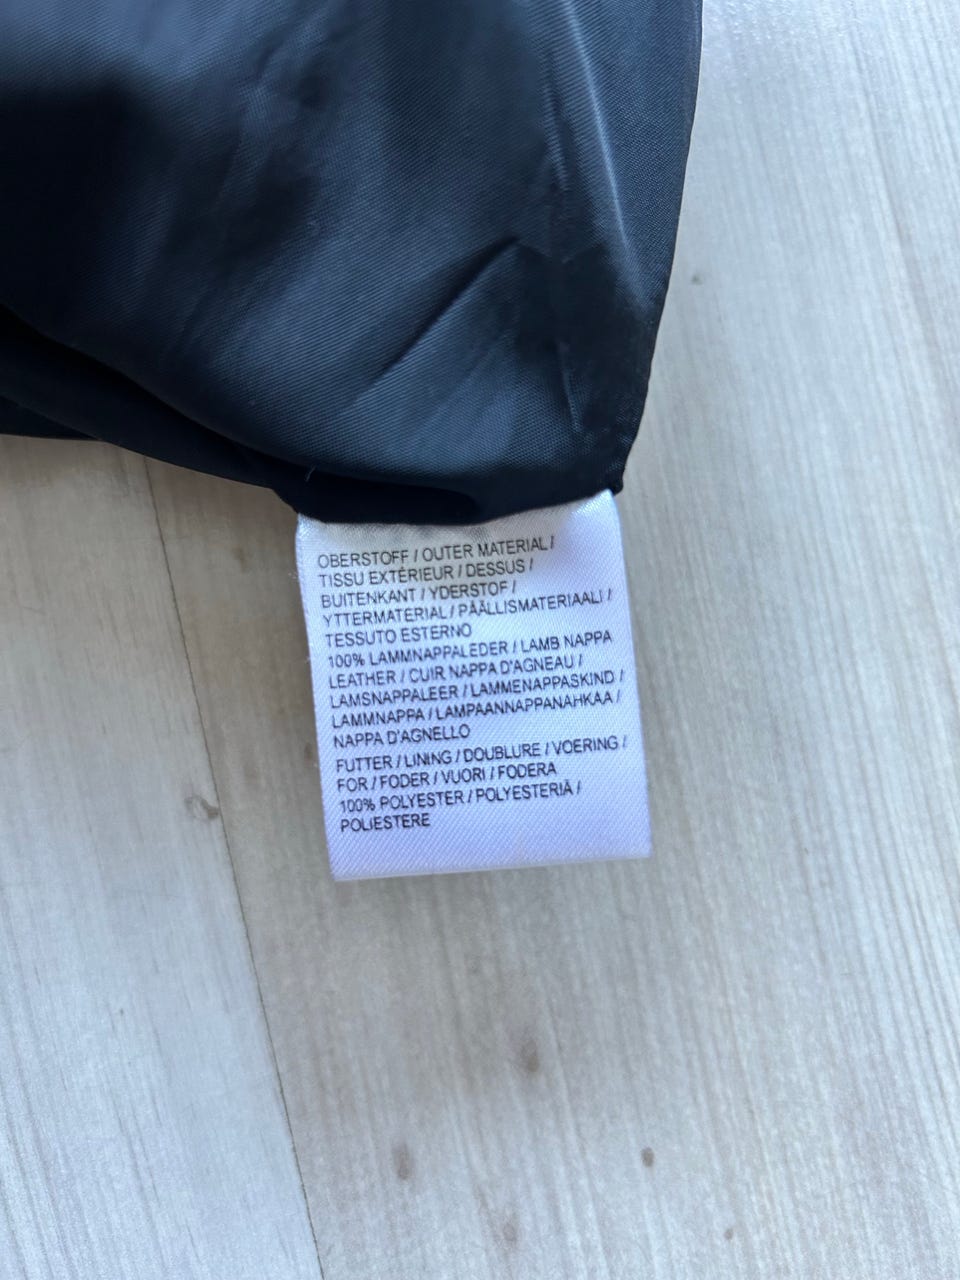 OBERSTOFF / OUTER MATERIAL /
TISSU EXTÉRIEUR / DESSUS /
BUITENKANT / YDERSTOF /
YTTERMATERIAL / PÄÄLLISMATERIAALI /
TESSUTO ESTERNO
100% LAMMNAPPALEDER / LAMB NAPPA
LEATHER / CUIR NAPPA D'AGNEAU /
LAMSNAPPALEER / LAMMENAPPASKIND /
LAMMNAPPA / LAMPAANNAPPANAHKAA /
NAPPA D'AGNELLO
FUTTER / LINING / DOUBLURE / VOERING /
FOR / FODER / VUORI / FODERA
100% POLYESTER / POLYESTERIÄ /
POLIESTERE